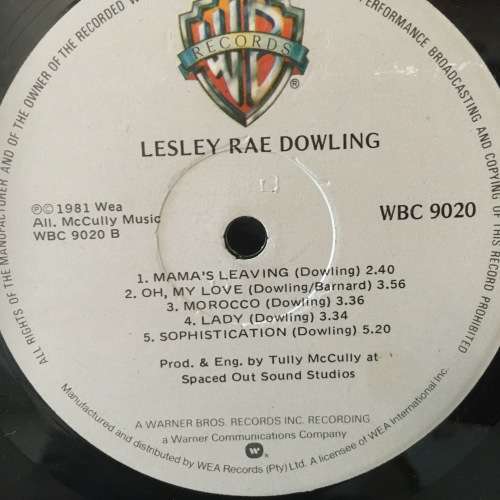 ALL RIGHTS OF THE MANUFACTURER AND OF THE OWNER OF THE RECORDED W
PERFORMANCE BROADCASTING AND COPYING OF THIS RECORD
WB
RECORDS
®
LESLEY RAE DOWLING
℗© 1981 Wea
All. McCully Music
WBC 9020 B
WBC 9020
1. MAMA'S LEAVING (Dowling) 2.40
2. OH, MY LOVE (Dowling/Barnard) 3.56
3. MOROCCO (Dowling) 3.36
4. LADY (Dowling) 3.34
5. SOPHISTICATION (Dowling) 5.20
Prod. & Eng. by Tully McCully at
Spaced Out Sound Studios
A WARNER BROS. RECORDS INC. RECORDING
a Warner Communications Company
Manufactured and distributed by WEA Records (Pty) Ltd. A licensee of WEA International Inc.